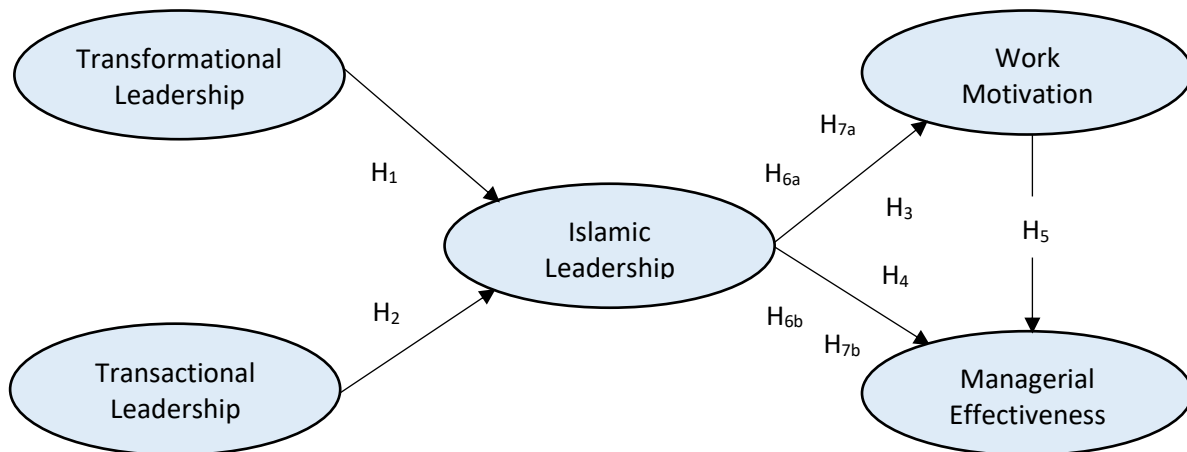 Transformational
Leadership
Work
Motivation
H7a
H6a
H1
H3
Islamic
Leadership
H5
H4
H2
H6b
H7b
Transactional
Leadership
Managerial
Effectiveness